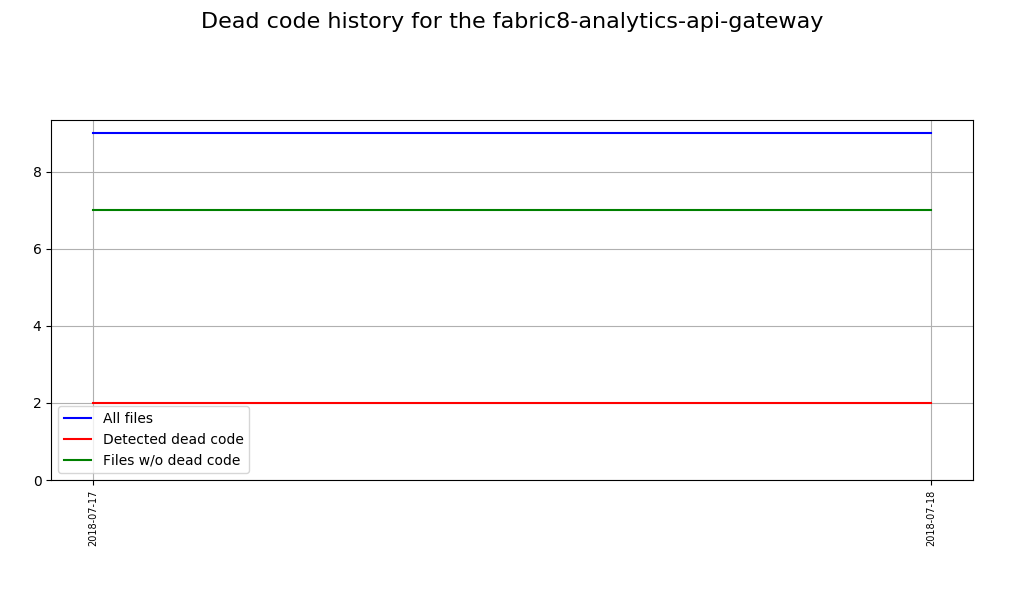 Dead code history for the fabric8-analytics-api-gateway
8
6
4
2
0
All files
Detected dead code
Files w/o dead code
2018-07-17
2018-07-18